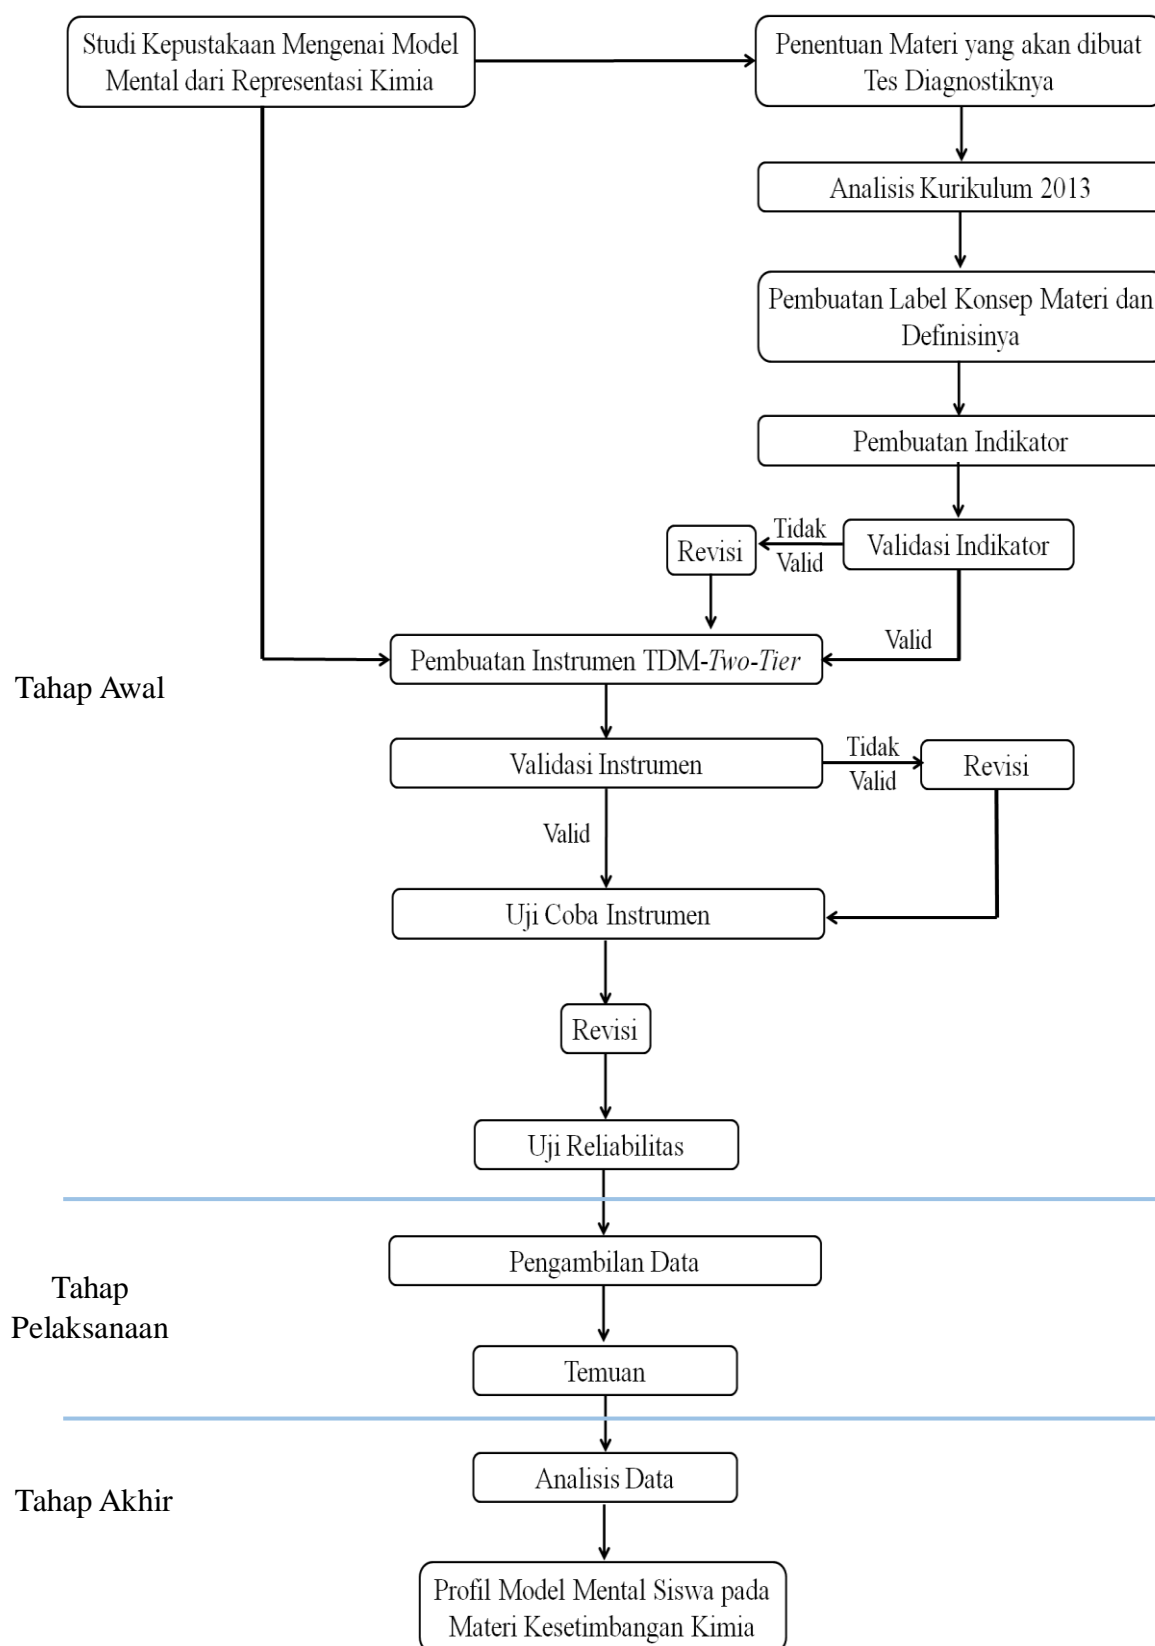 Studi Kepustakaan Mengenai Model
Mental dari Representasi Kimia
Penentuan Materi yang akan dibuat
Tes Diagnostiknya
Analisis Kurikulum 2013
Pembuatan Label Konsep Materi dan
Definisinya
Pembuatan Indikator
Revisi
Tidak
Valid
Validasi Indikator
Valid
Pembuatan Instrumen TDM-Two-Tier
Tahap Awal
Validasi Instrumen
Tidak
Valid
Revisi
Valid
Uji Coba Instrumen
Revisi
Uji Reliabilitas
Pengambilan Data
Tahap
Pelaksanaan
Temuan
Analisis Data
Tahap Akhir
Profil Model Mental Siswa pada
Materi Kesetimbangan Kimia